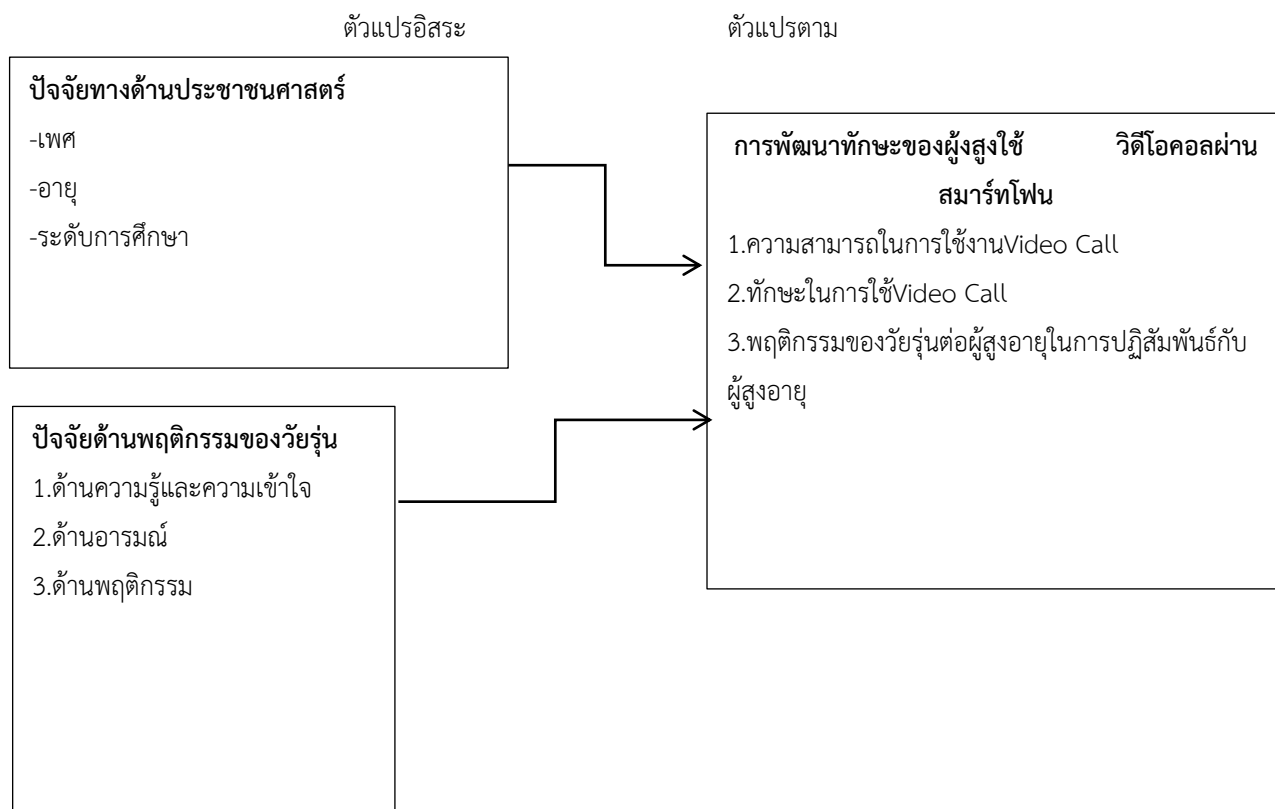 ตัวแปรอิสระ ตัวแปรตาม
ปัจจัยทางด้านประชาชนศาสตร์
-เพศ
-อายุ
-ระดับการศึกษา
การพัฒนาทักษะของผู้งสูงใช้ วิดีโอคอลผ่าน
สมาร์ทโฟน
1.ความสามารถในการใช้งานVideo Call
2.ทักษะในการใช้Video Call
3.พฤติกรรมของวัยรุ่นต่อผู้สูงอายุในการปฏิสัมพันธ์กับ
ผู้สูงอายุ
ปัจจัยด้านพฤติกรรมของวัยรุ่น
1.ด้านความรู้และความเข้าใจ
2.ด้านอารมณ์
3.ด้านพฤติกรรม